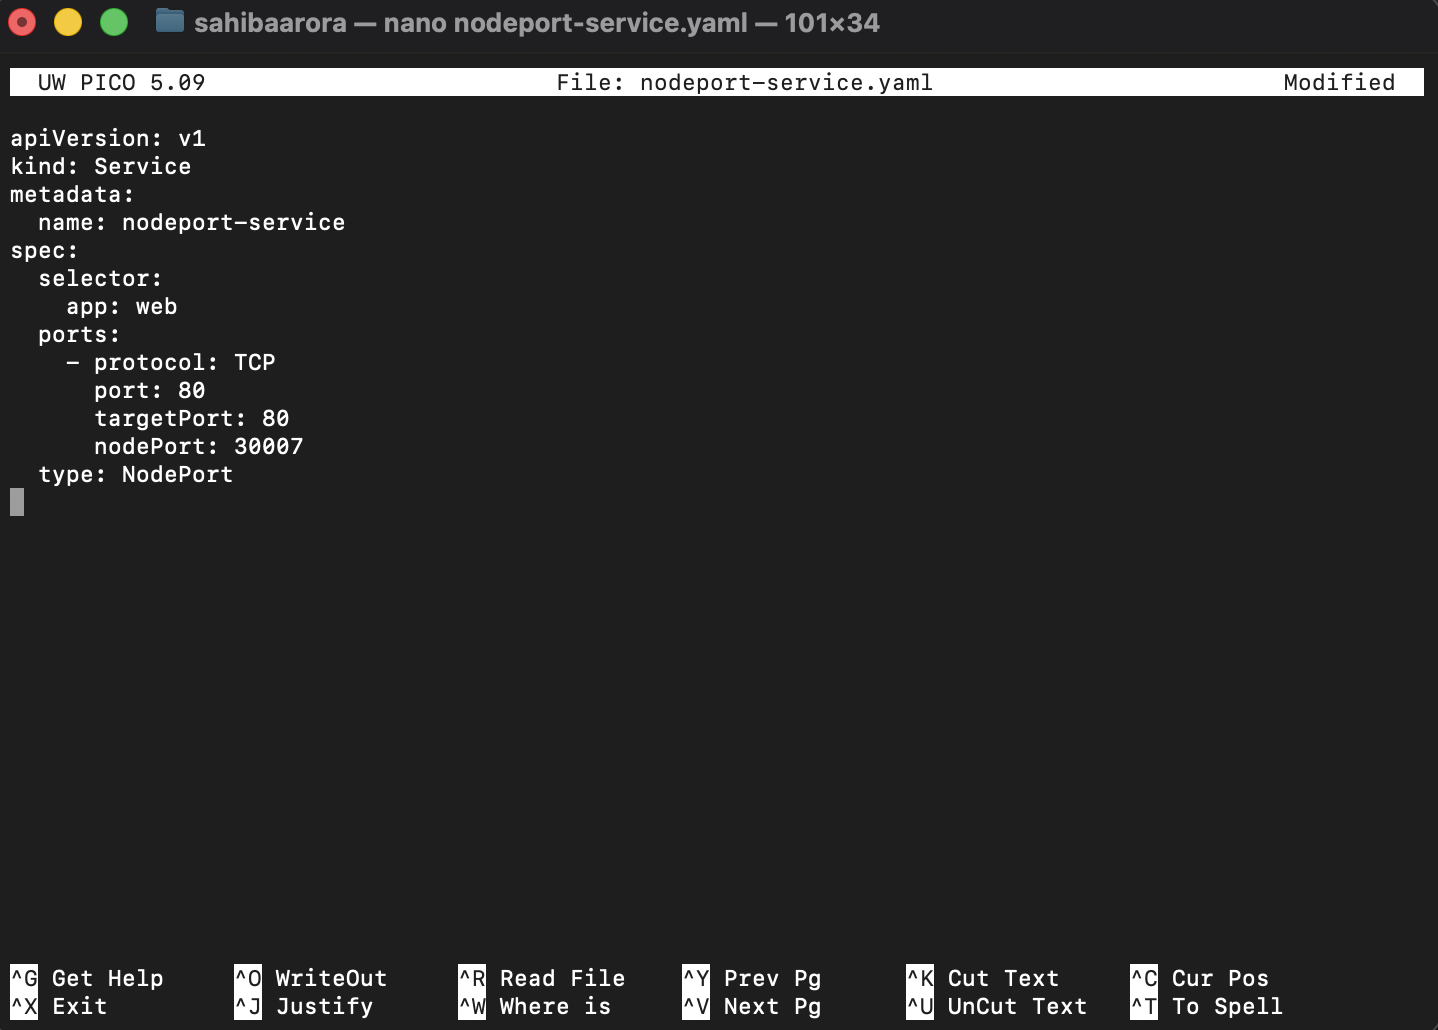 sahibaarora — nano nodeport-service.yaml — 101×34
UW PICO 5.09 File: nodeport-service.yaml Modified
apiVersion: v1
kind: Service
metadata:
  name: nodeport-service
spec:
  selector:
    app: web
  ports:
    - protocol: TCP
      port: 80
      targetPort: 80
      nodePort: 30007
  type: NodePort
^G Get Help ^O WriteOut ^R Read File ^Y Prev Pg ^K Cut Text ^C Cur Pos
^X Exit ^J Justify ^W Where is ^V Next Pg ^U UnCut Text ^T To Spell